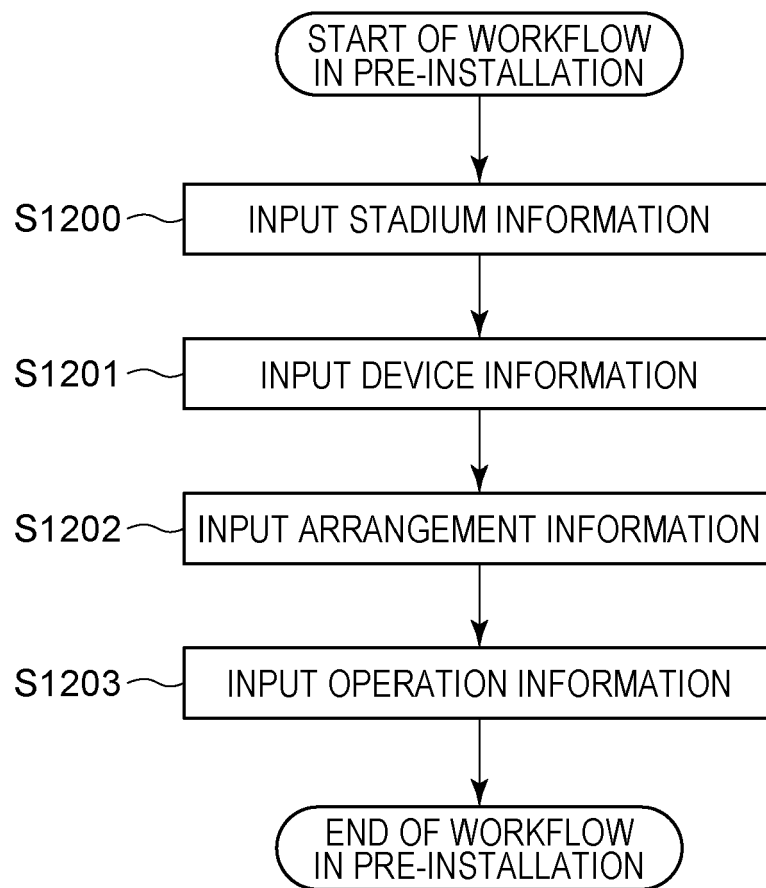 START OF WORKFLOW
IN PRE-INSTALLATION
S1200
INPUT STADIUM INFORMATION
S1201
INPUT DEVICE INFORMATION
S1202
INPUT ARRANGEMENT INFORMATION
S1203
INPUT OPERATION INFORMATION
END OF WORKFLOW
IN PRE-INSTALLATION